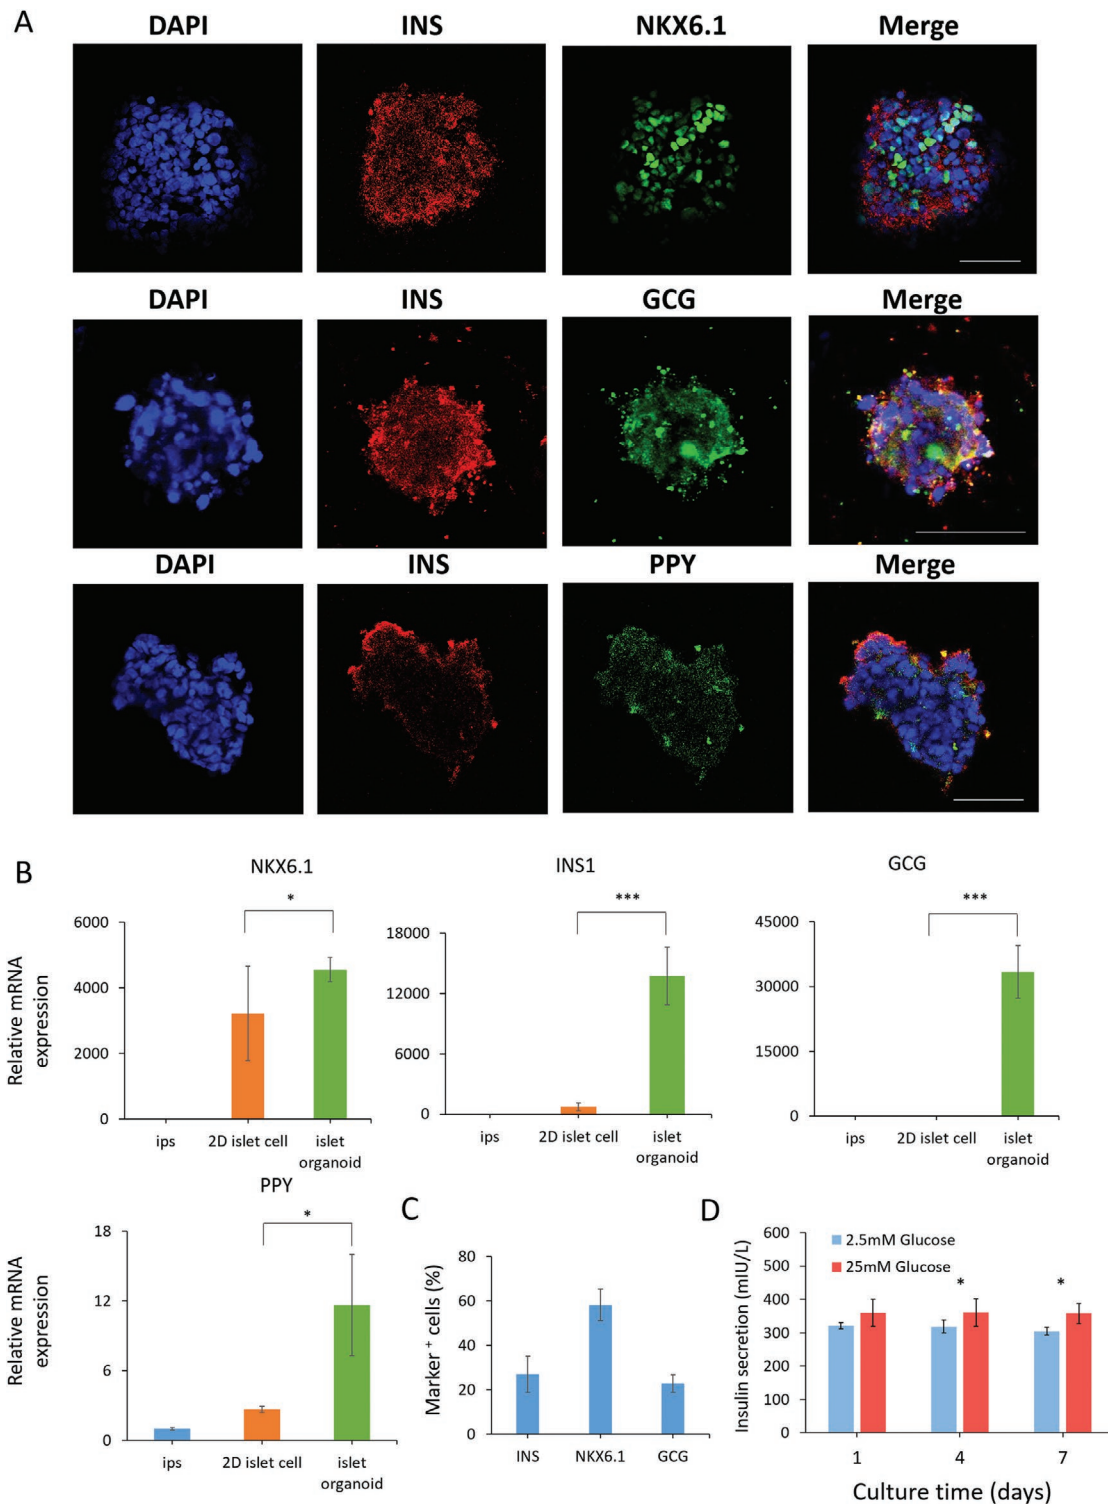 A
DAPI INS NKX6.1 Merge
DAPI INS GCG Merge
DAPI INS PPY Merge
B
NKX6.1
*
Relative mRNA
expression
6000
4000
2000
0
ips 2D islet cell islet
organoid
INS1
***
18000
12000
6000
0
ips 2D islet cell islet
organoid
GCG
***
45000
30000
15000
0
ips 2D islet cell islet
organoid
PPY
*
Relative mRNA
expression
18
12
6
0
ips 2D islet cell islet
organoid
C
Marker + cells (%)
80
60
40
20
0
INS NKX6.1 GCG
D
Insulin secretion (mIU/L)
600
500
400
300
200
100
0
2.5mM Glucose
25mM Glucose
* *
1 4 7
Culture time (days)